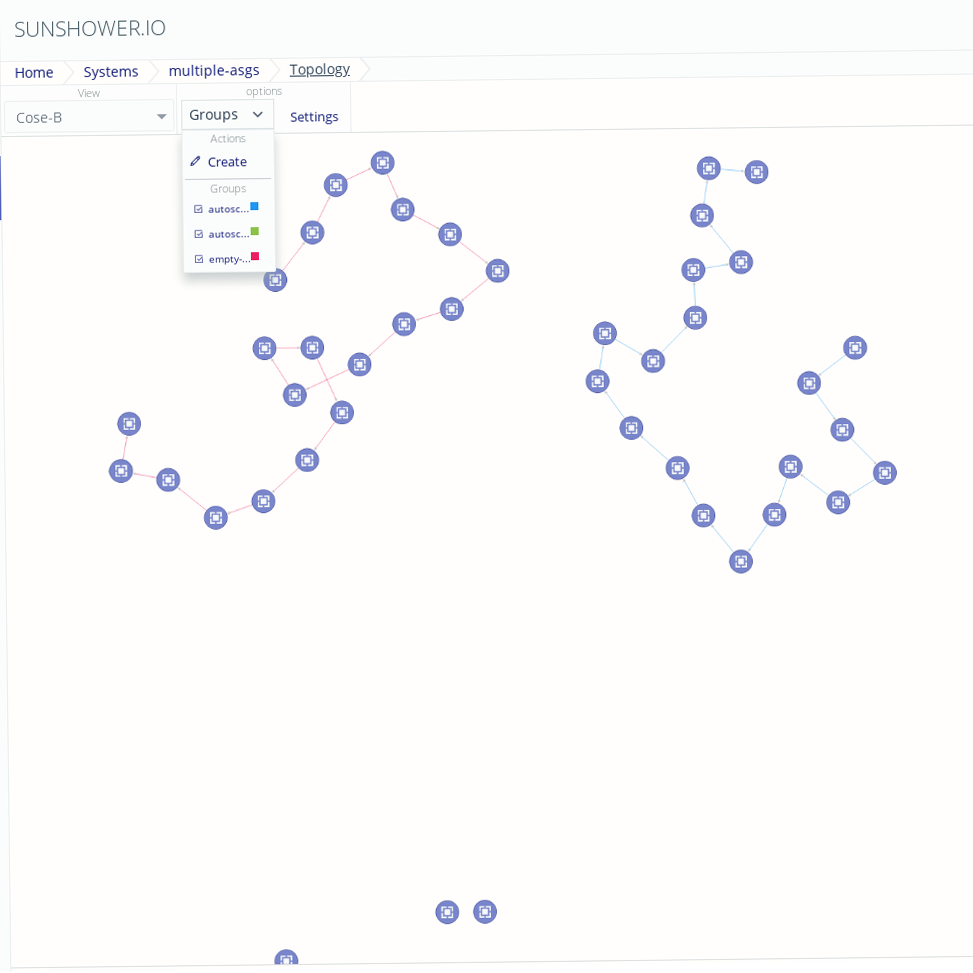 SUNSHOWER.IO
Home Systems multiple-asgs Topology
View options
Cose-B Groups Settings
Actions
Create
Groups
autosc...
autosc...
empty-...